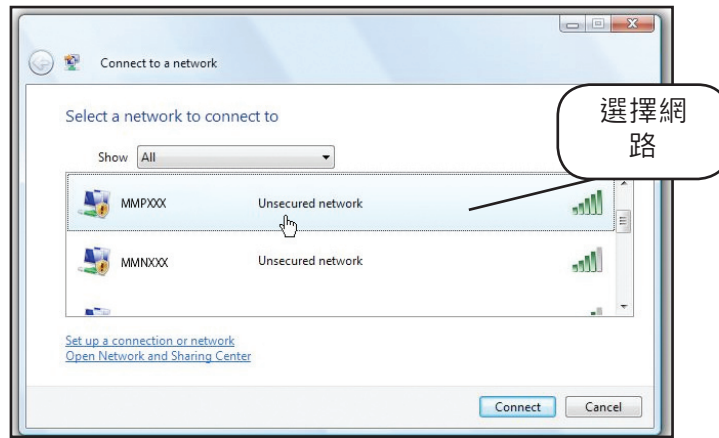 Connect to a network
Select a network to connect to
Show All
選擇網
路
MMPXXX Unsecured network
MMNXXX Unsecured network
Set up a connection or network
Open Network and Sharing Center
Connect Cancel